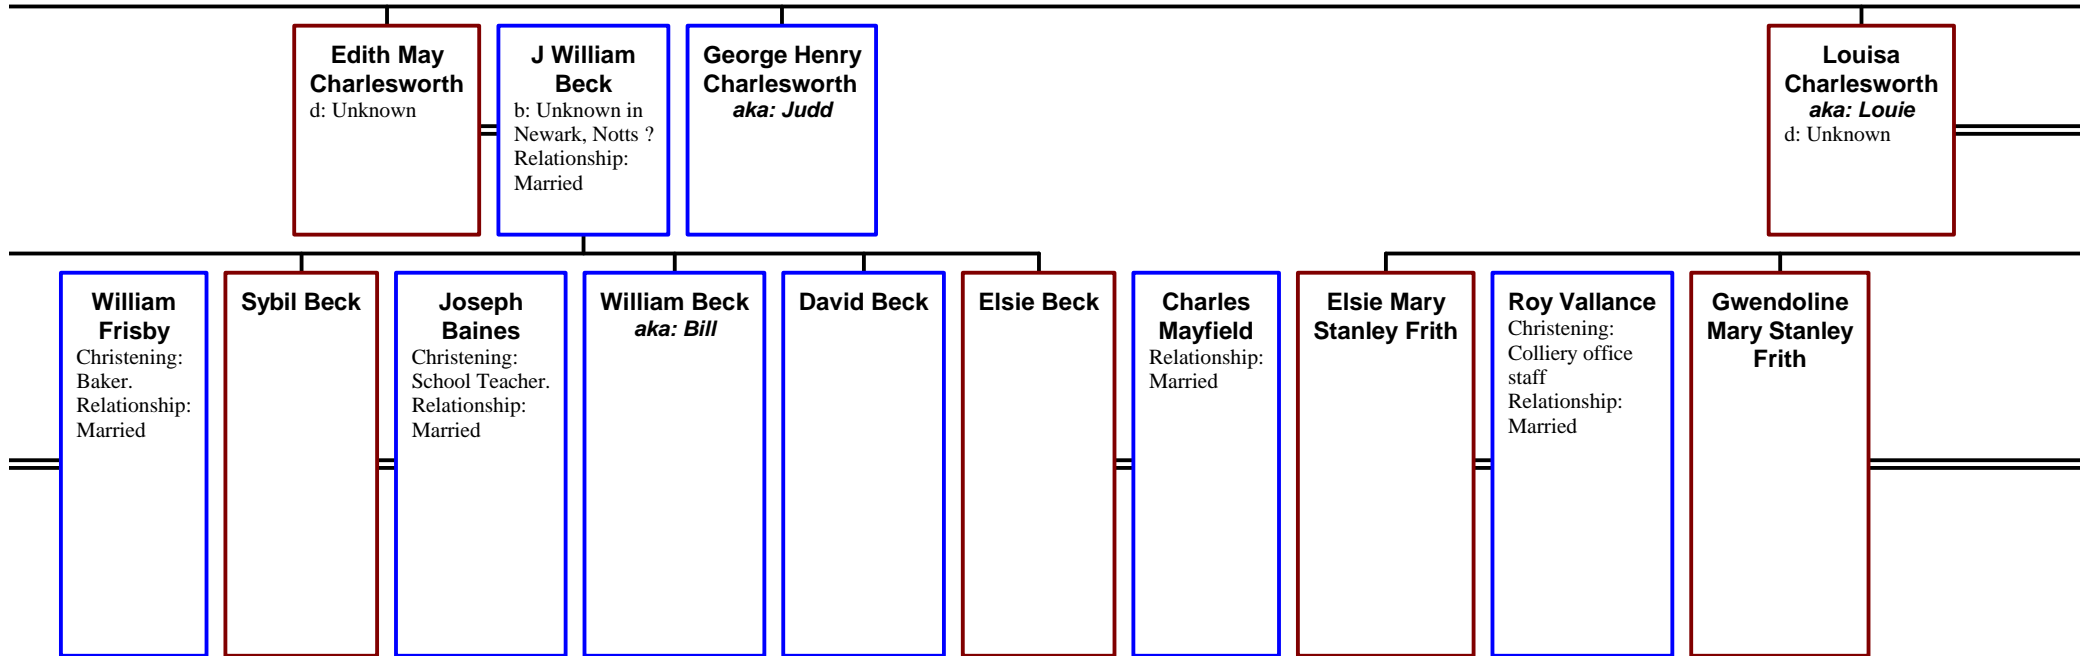 Edith May
Charlesworth
d: Unknown
J William
Beck
b: Unknown in
Newark, Notts ?
Relationship:
Married
George Henry
Charlesworth
aka: Judd
Louisa
Charlesworth
aka: Louie
d: Unknown
William
Frisby
Christening:
Baker.
Relationship:
Married
Sybil Beck
Joseph
Baines
Christening:
School Teacher.
Relationship:
Married
William Beck
aka: Bill
David Beck
Elsie Beck
Charles
Mayfield
Relationship:
Married
Elsie Mary
Stanley Frith
Roy Vallance
Christening:
Colliery office
staff
Relationship:
Married
Gwendoline
Mary Stanley
Frith